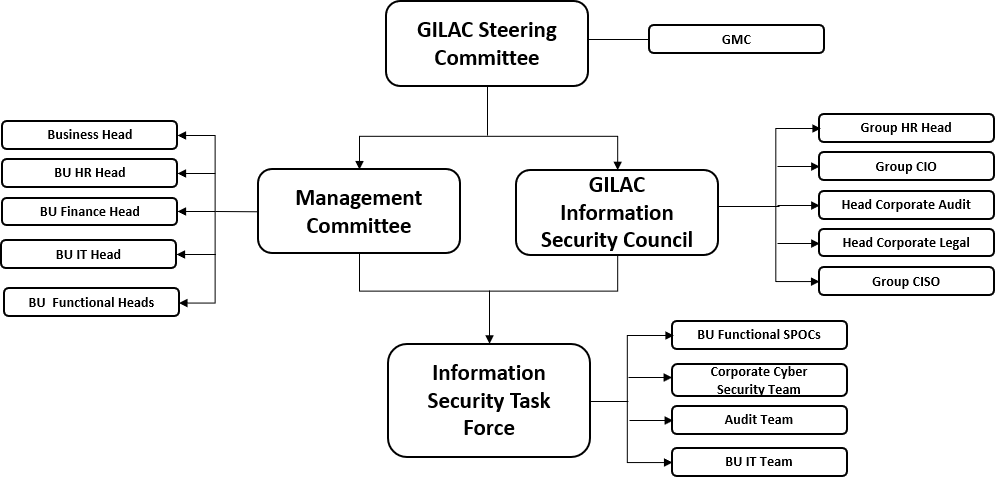 GILAC Steering
Committee
GMC
Business Head
BU HR Head
BU Finance Head
BU IT Head
BU  Functional Heads
Management
Committee
GILAC
Information
Security Council
Group HR Head
Group CIO
Head Corporate Audit
Head Corporate Legal
Group CISO
Information
Security Task
Force
BU Functional SPOCs
Corporate Cyber
Security Team
Audit Team
BU IT Team